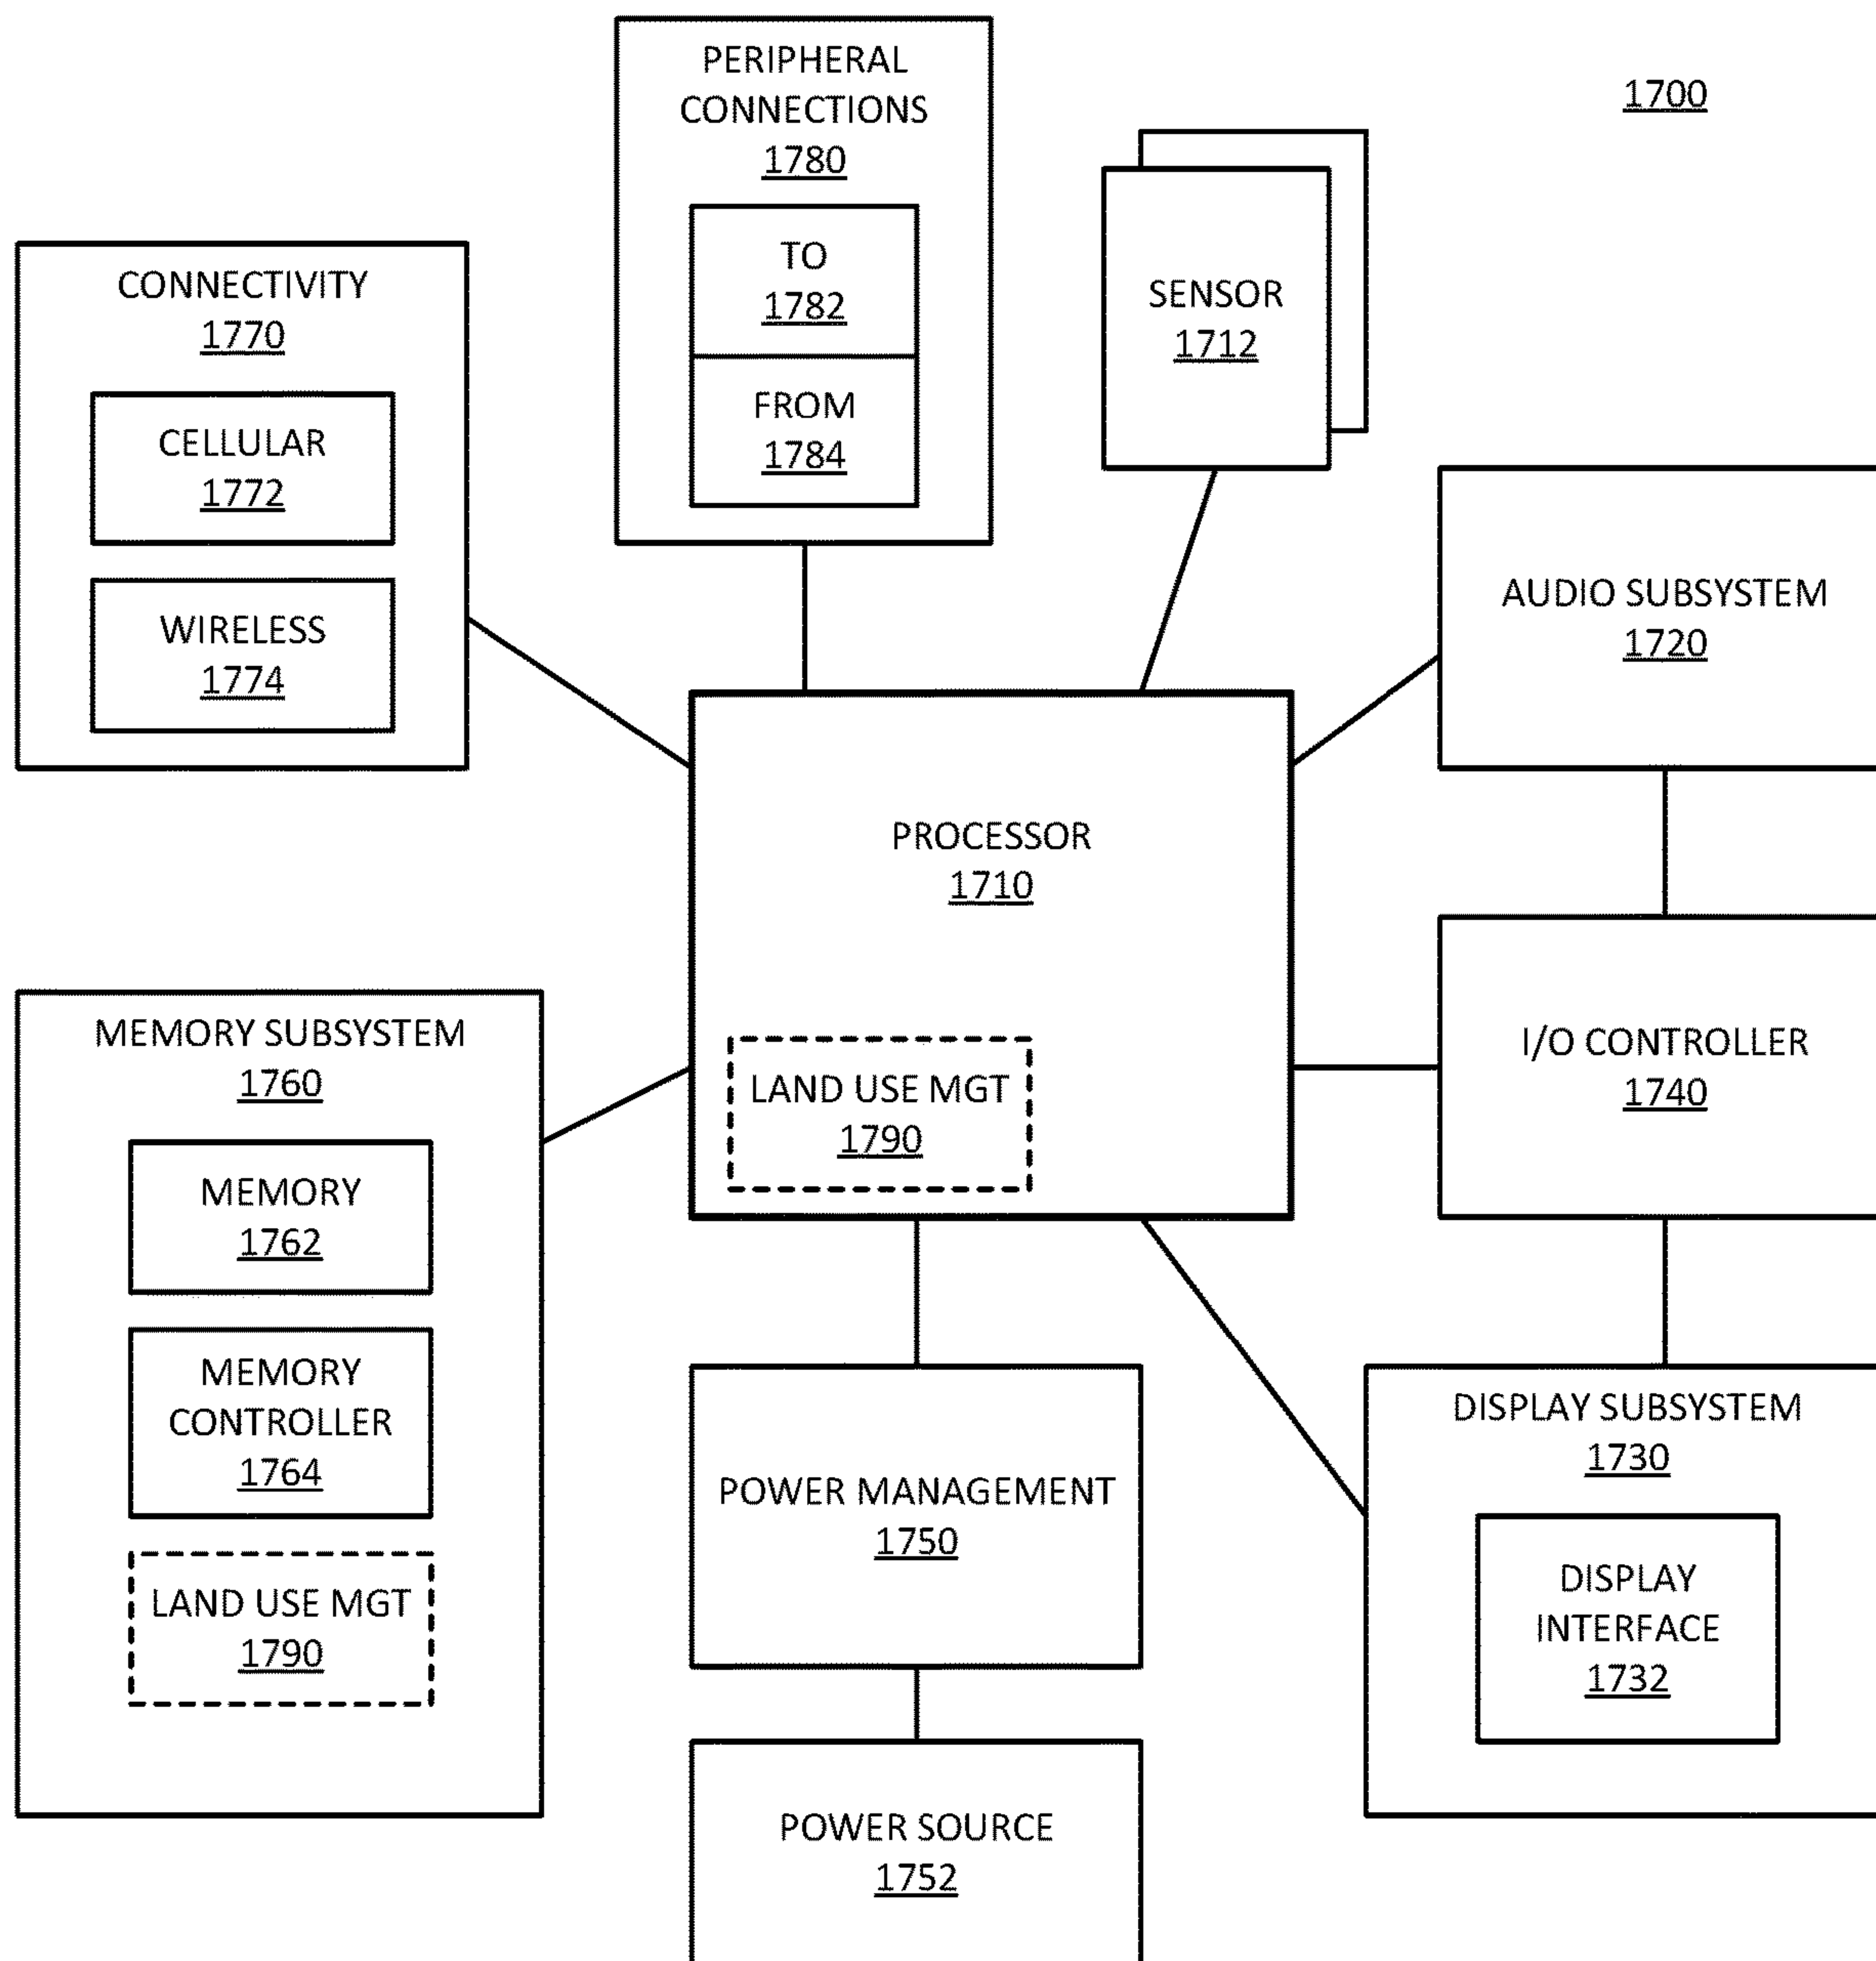 PERIPHERAL
CONNECTIONS
1780
TO
1782
FROM
1784
1700
SENSOR
1712
CONNECTIVITY
1770
CELLULAR
1772
WIRELESS
1774
AUDIO SUBSYSTEM
1720
PROCESSOR
1710
LAND USE MGT
1790
I/O CONTROLLER
1740
MEMORY SUBSYSTEM
1760
MEMORY
1762
MEMORY
CONTROLLER
1764
LAND USE MGT
1790
POWER MANAGEMENT
1750
DISPLAY SUBSYSTEM
1730
DISPLAY
INTERFACE
1732
POWER SOURCE
1752